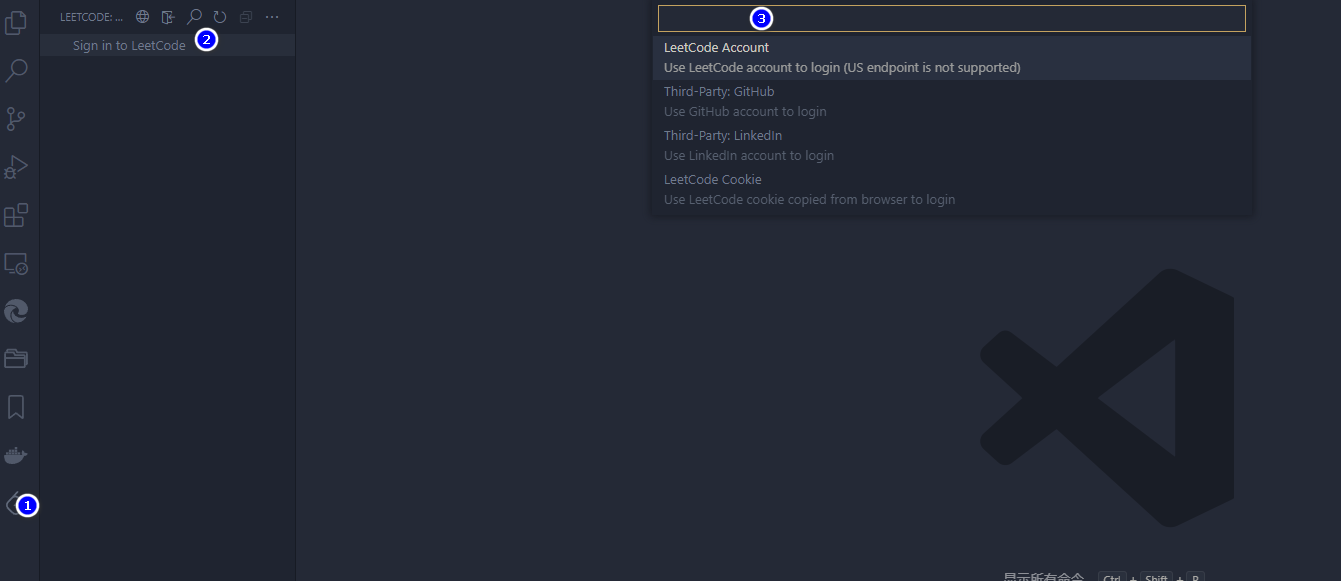 LEETCODE: ...
2
Sign in to LeetCode
3
LeetCode Account
Use LeetCode account to login (US endpoint is not supported)
Third-Party: GitHub
Use GitHub account to login
Third-Party: LinkedIn
Use LinkedIn account to login
LeetCode Cookie
Use LeetCode cookie copied from browser to login
1
显示所有命令 Ctrl + Shift + P